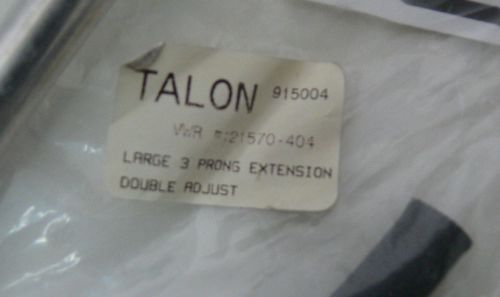 TALON 915004
VWR #:21570-404
LARGE 3 PRONG EXTENSION
DOUBLE ADJUST